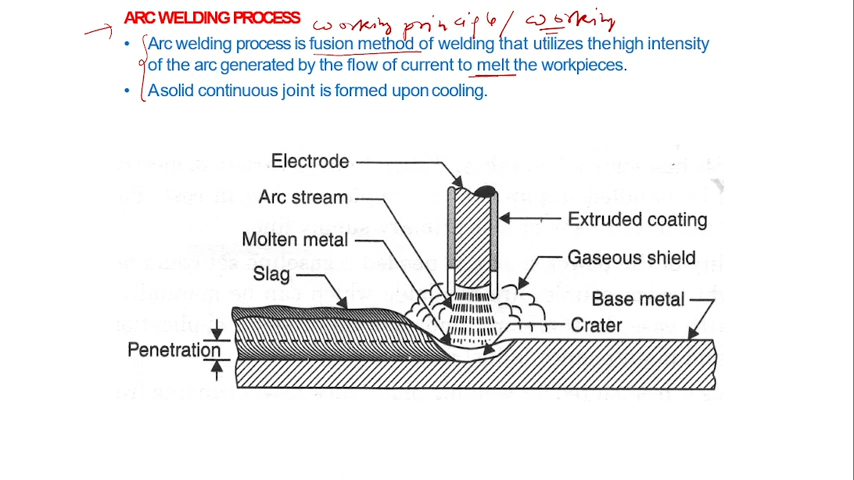 ARC WELDING PROCESS working principle / working
• Arc welding process is fusion method of welding that utilizes the high intensity
of the arc generated by the flow of current to melt the workpieces.
• A solid continuous joint is formed upon cooling.
Electrode
Arc stream
Extruded coating
Molten metal
Gaseous shield
Slag
Base metal
Crater
Penetration